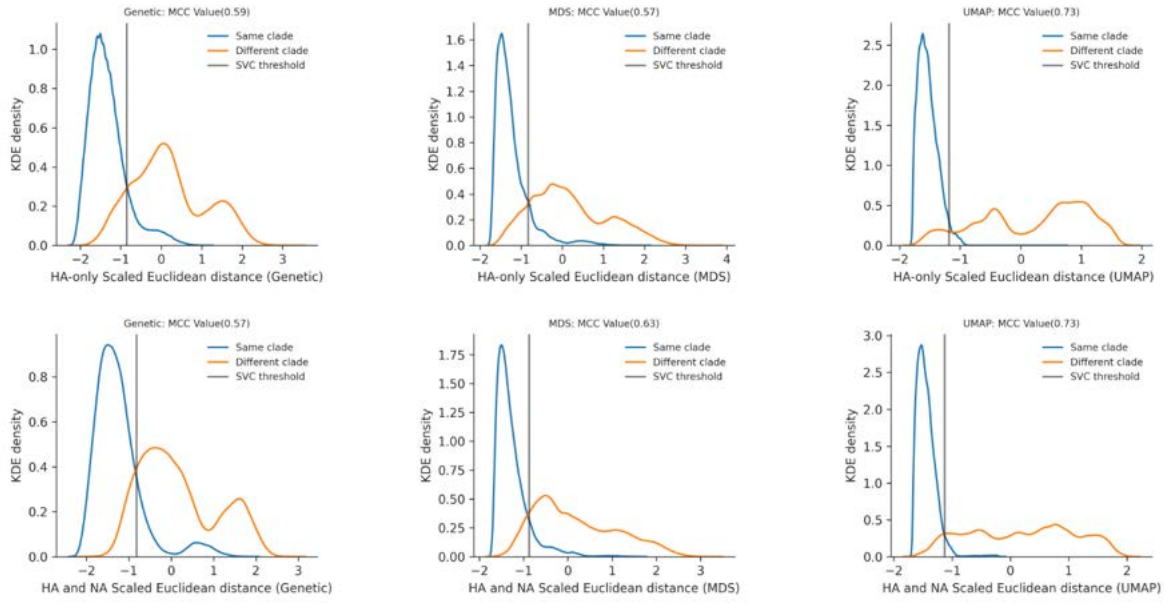 Genetic: MCC Value(0.59)
Same clade
Different clade
SVC threshold
KDE density
1.0
0.8
0.6
0.4
0.2
0.0
−2 −1 0 1 2 3
HA-only Scaled Euclidean distance (Genetic)
MDS: MCC Value(0.57)
Same clade
Different clade
SVC threshold
KDE density
1.6
1.4
1.2
1.0
0.8
0.6
0.4
0.2
0.0
−2 −1 0 1 2 3 4
HA-only Scaled Euclidean distance (MDS)
UMAP: MCC Value(0.73)
Same clade
Different clade
SVC threshold
KDE density
2.5
2.0
1.5
1.0
0.5
0.0
−2 −1 0 1 2
HA-only Scaled Euclidean distance (UMAP)
Genetic: MCC Value(0.57)
Same clade
Different clade
SVC threshold
KDE density
0.8
0.6
0.4
0.2
0.0
−2 −1 0 1 2 3
HA and NA Scaled Euclidean distance (Genetic)
MDS: MCC Value(0.63)
Same clade
Different clade
SVC threshold
KDE density
1.75
1.50
1.25
1.00
0.75
0.50
0.25
0.00
−2 −1 0 1 2 3
HA and NA Scaled Euclidean distance (MDS)
UMAP: MCC Value(0.73)
Same clade
Different clade
SVC threshold
KDE density
3.0
2.5
2.0
1.5
1.0
0.5
0.0
−2 −1 0 1 2
HA and NA Scaled Euclidean distance (UMAP)